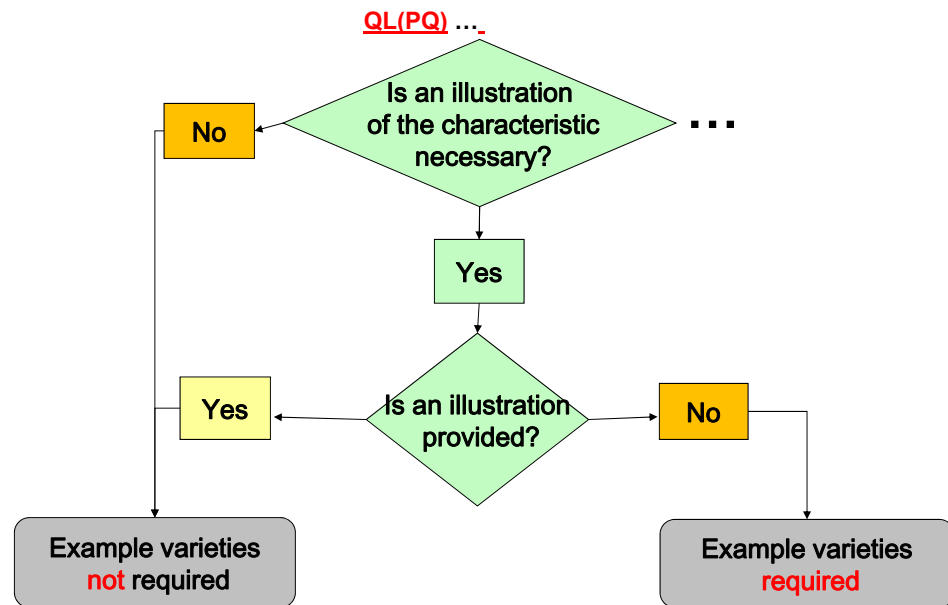 QL(PQ) …
Is an illustration
of the characteristic
necessary?
…
No
Yes
Is an illustration
provided?
Yes
No
Example varieties
not required
Example varieties
required